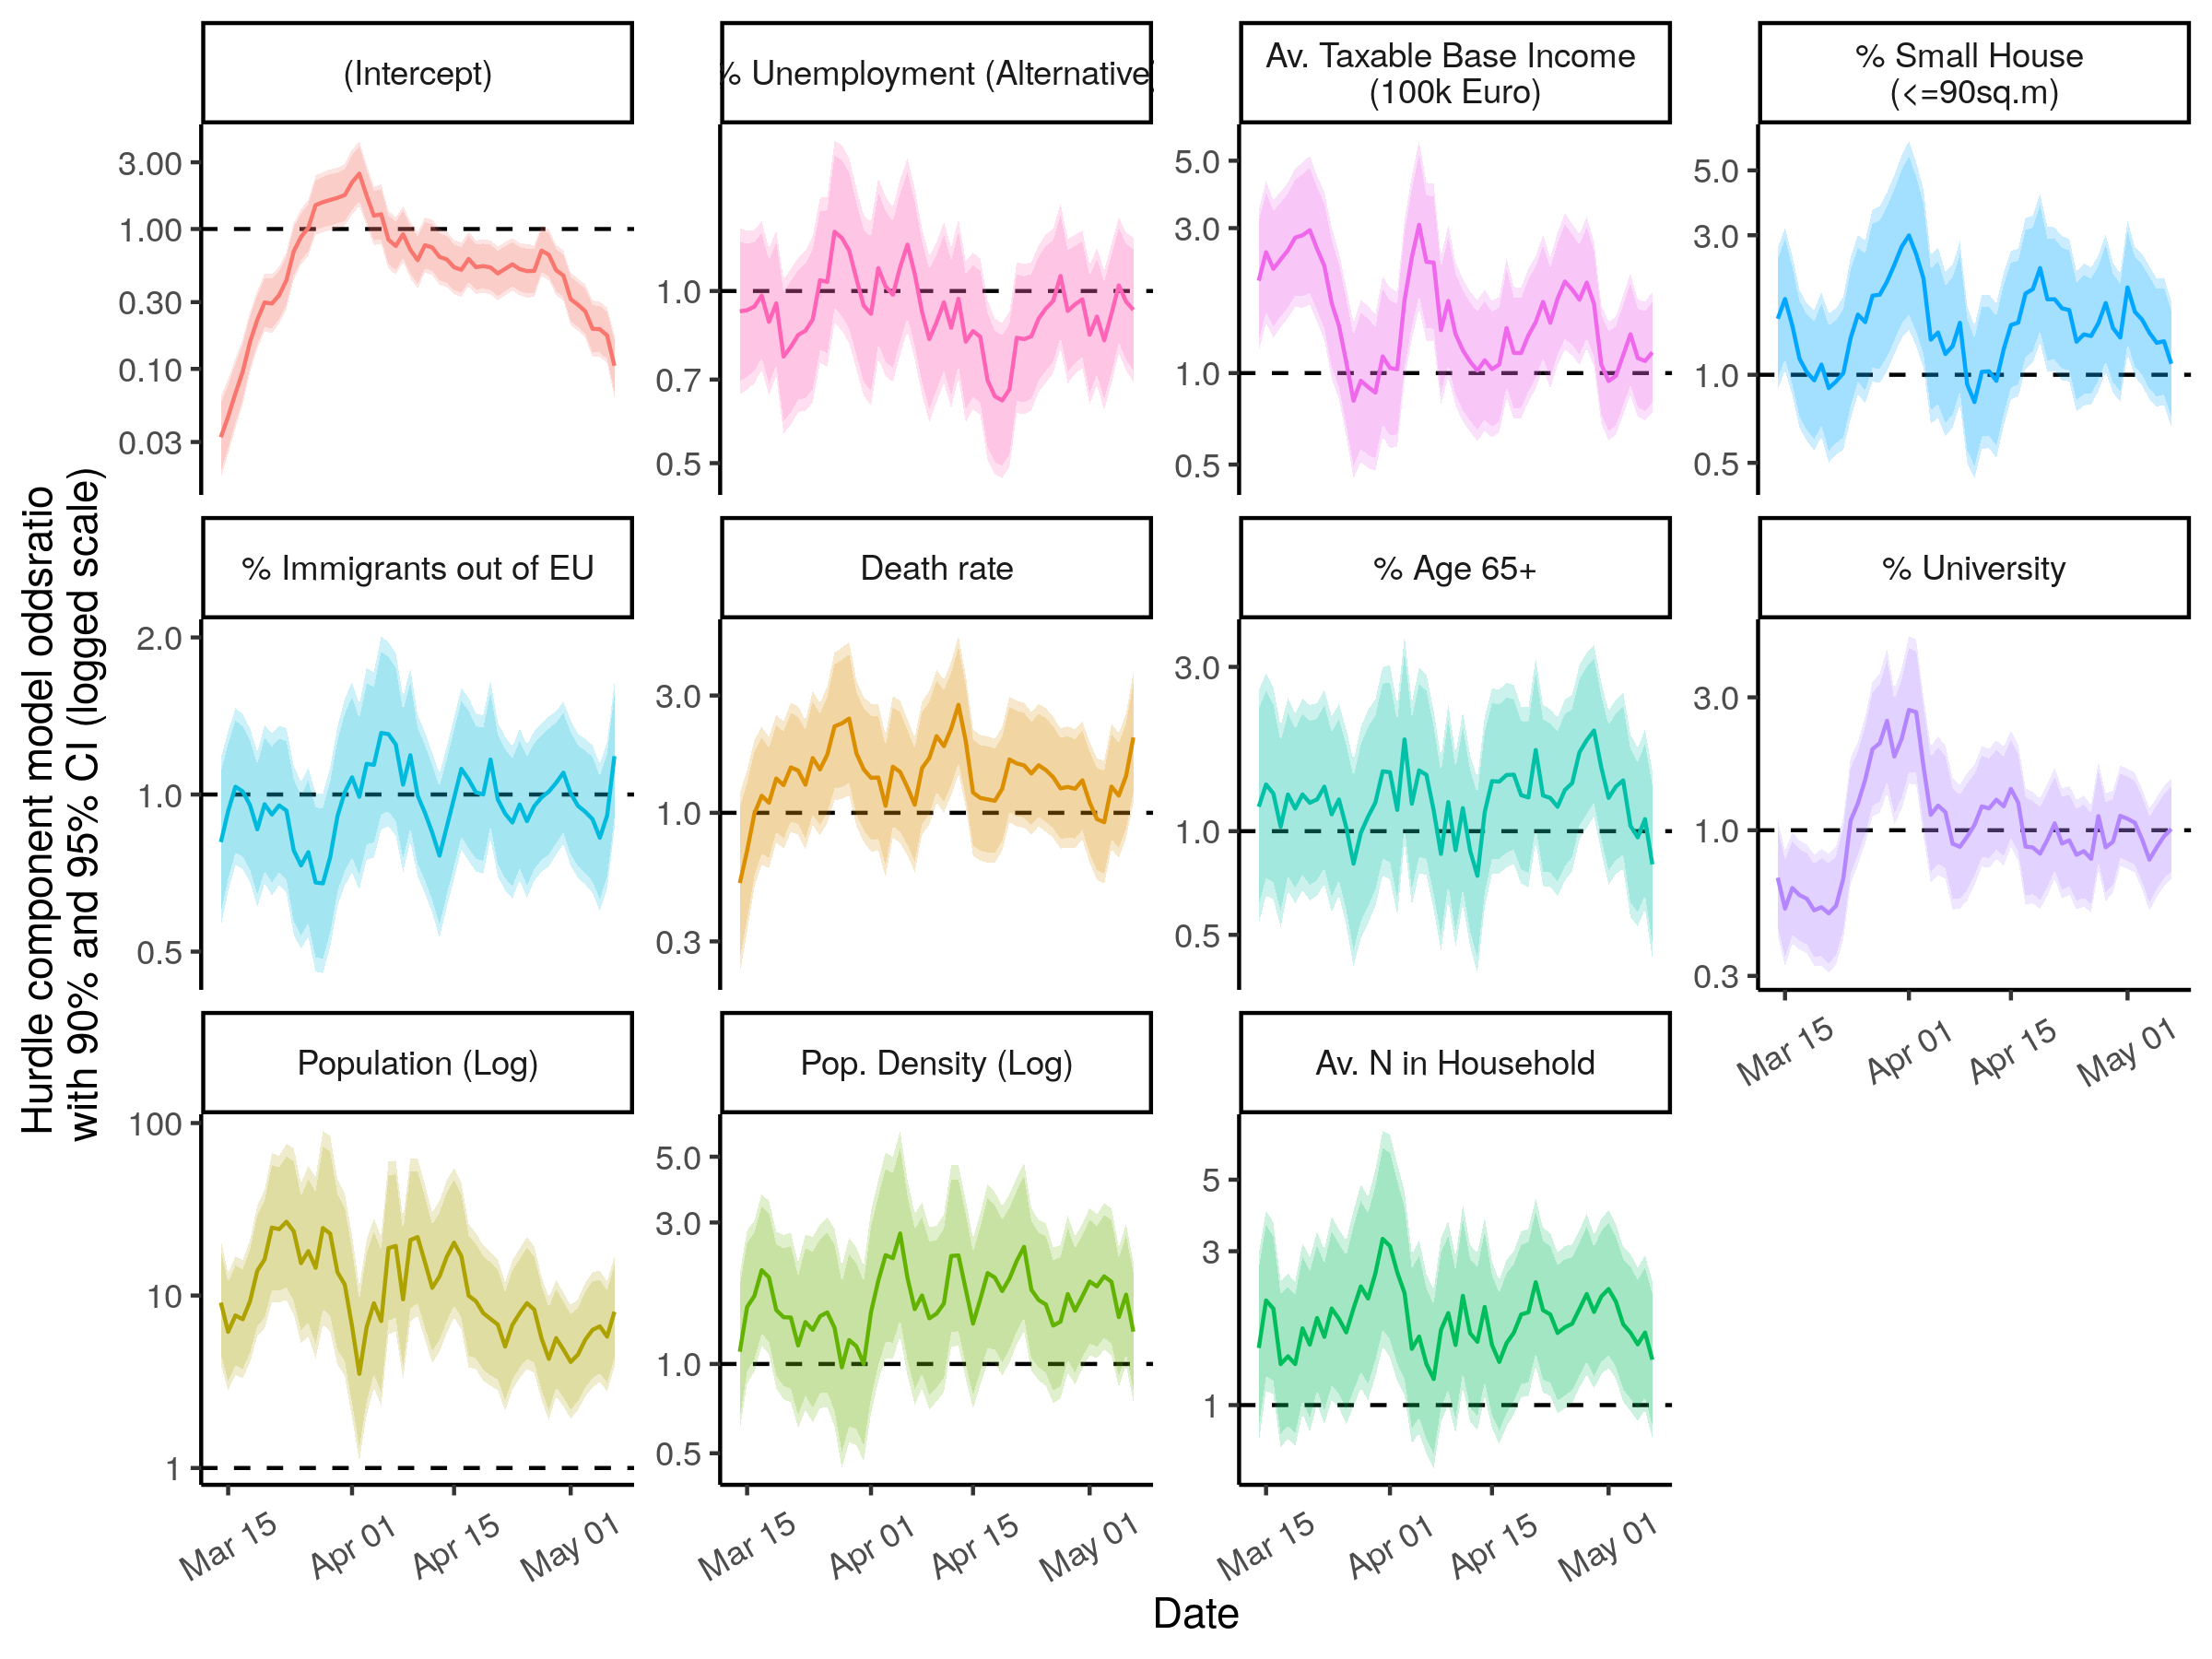 Hurdle component model oddsratio
with 90% and 95% CI (logged scale)
(Intercept)
3.00
1.00
0.30
0.10
0.03
% Unemployment (Alternative
1.0
0.7
0.5
Av. Taxable Base Income
(100k Euro)
5.0
3.0
1.0
0.5
% Small House
(<=90sq.m)
5.0
3.0
1.0
0.5
% Immigrants out of EU
2.0
1.0
0.5
Death rate
3.0
1.0
0.3
% Age 65+
3.0
1.0
0.5
% University
3.0
1.0
0.3
Mar 15
Apr 01
Apr 15
May 01
Population (Log)
100
10
1
Mar 15
Apr 01
Apr 15
May 01
Pop. Density (Log)
5.0
3.0
1.0
0.5
Mar 15
Apr 01
Apr 15
May 01
Av. N in Household
5
3
1
Mar 15
Apr 01
Apr 15
May 01
Date